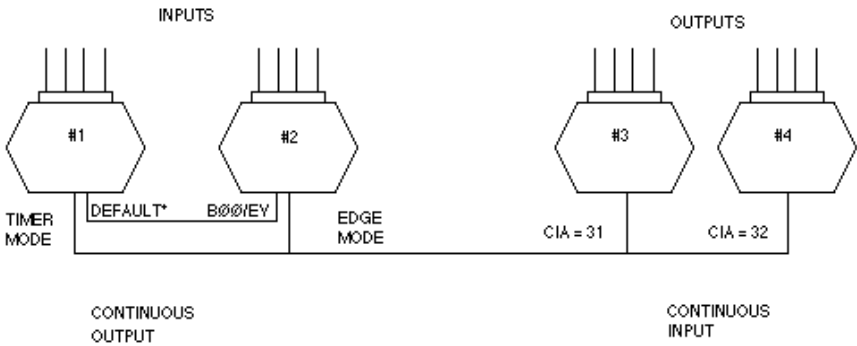 INPUTS
OUTPUTS
#1
#2
#3
#4
DEFAULT*
BØØ/EY
TIMER
MODE
EDGE
MODE
CIA = 31
CIA = 32
CONTINUOUS
OUTPUT
CONTINUOUS
INPUT